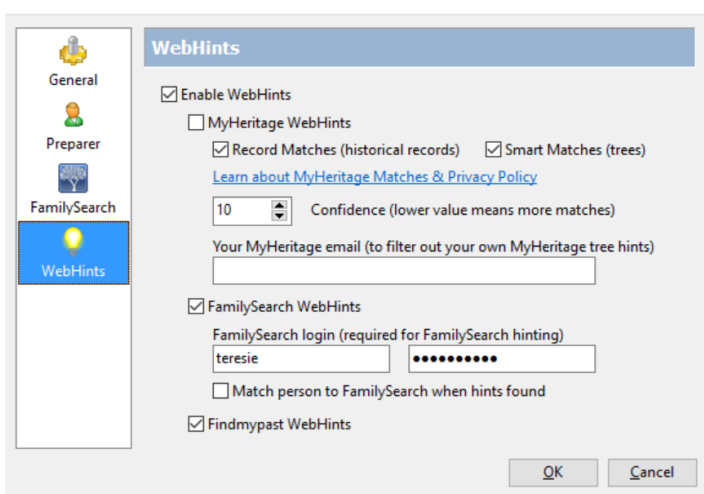 WebHints
General
Enable WebHints
MyHeritage WebHints
Preparer
Record Matches (historical records) Smart Matches (trees)
Learn about MyHeritage Matches & Privacy Policy
FamilySearch
10 Confidence (lower value means more matches)
Your MyHeritage email (to filter out your own MyHeritage tree hints)
WebHints
FamilySearch WebHints
FamilySearch login (required for FamilySearch hinting)
teresie ●●●●●●●●●●
Match person to FamilySearch when hints found
Findmypast WebHints
OK Cancel